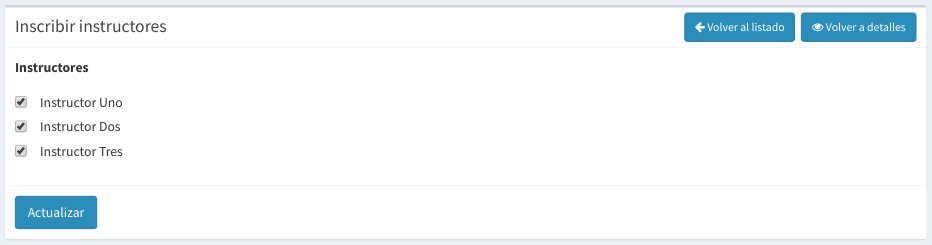 Inscribir instructores
Volver al listado
Volver a detalles
Instructores
Instructor Uno
Instructor Dos
Instructor Tres
Actualizar